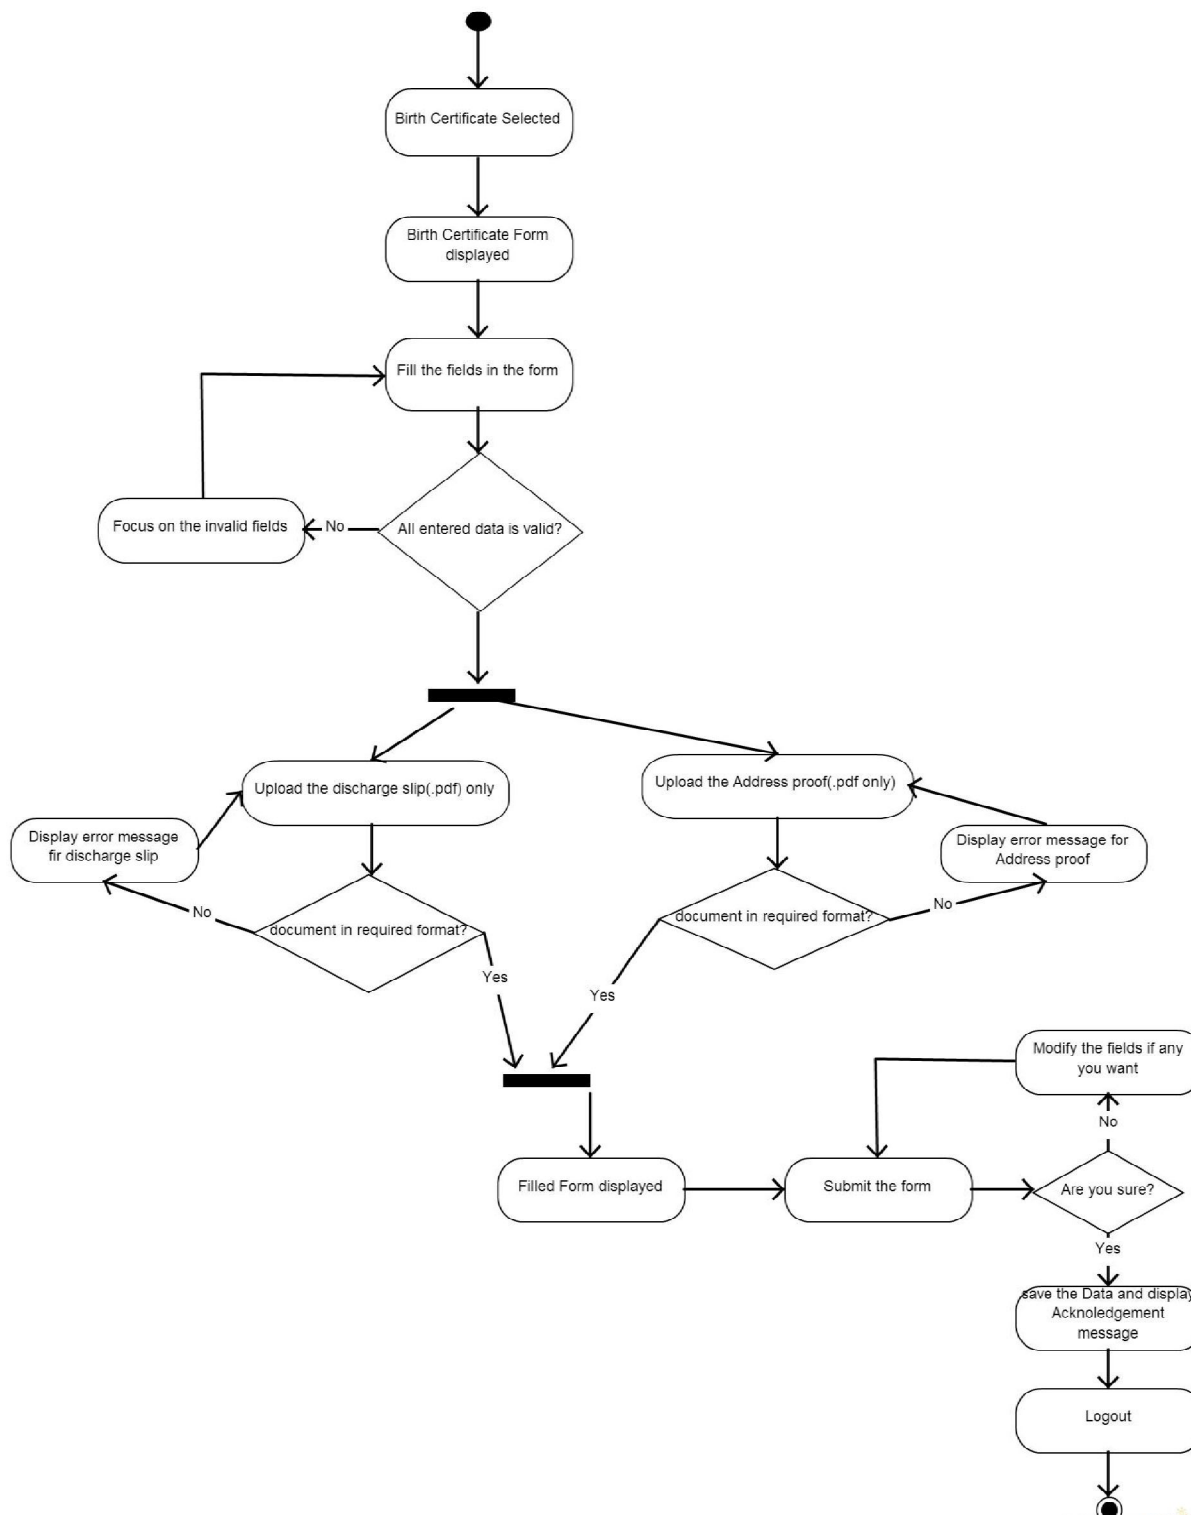 Birth Certificate Selected
Birth Certificate Form
displayed
Fill the fields in the form
Focus on the invalid fields
No
All entered data is valid?
Upload the discharge slip(.pdf) only
Upload the Address proof(.pdf only)
Display error message
fir discharge slip
Display error message for
Address proof
No
document in required format?
document in required format?
No
Yes
Yes
Modify the fields if any
you want
No
Filled Form displayed
Submit the form
Are you sure?
Yes
save the Data and display
Acknoledgement
message
Logout